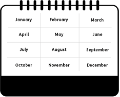 January February March
April May June
July August September
October November December